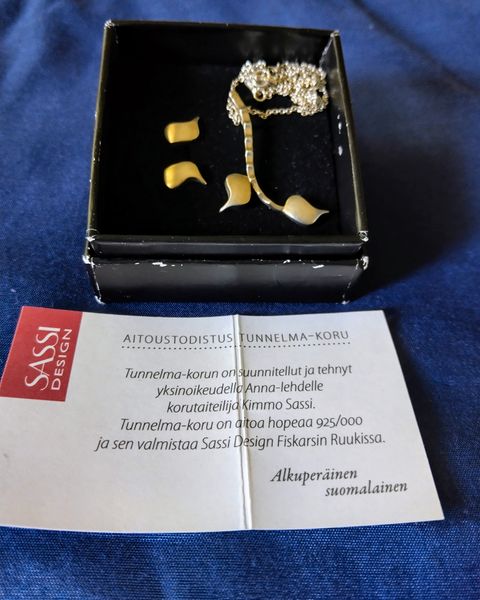 SASSI
DESIGN
AITOUSTODISTUS TUNNELMA-KORU
Tunnelma-korun on suunnitellut ja tehnyt
yksinoikeudella Anna-lehdelle
korutaiteilija Kimmo Sassi.
Tunnelma-koru on aitoa hopeaa 925/000
ja sen valmistaa Sassi Design Fiskarsin Ruukissa.
Alkuperäinen
suomalainen